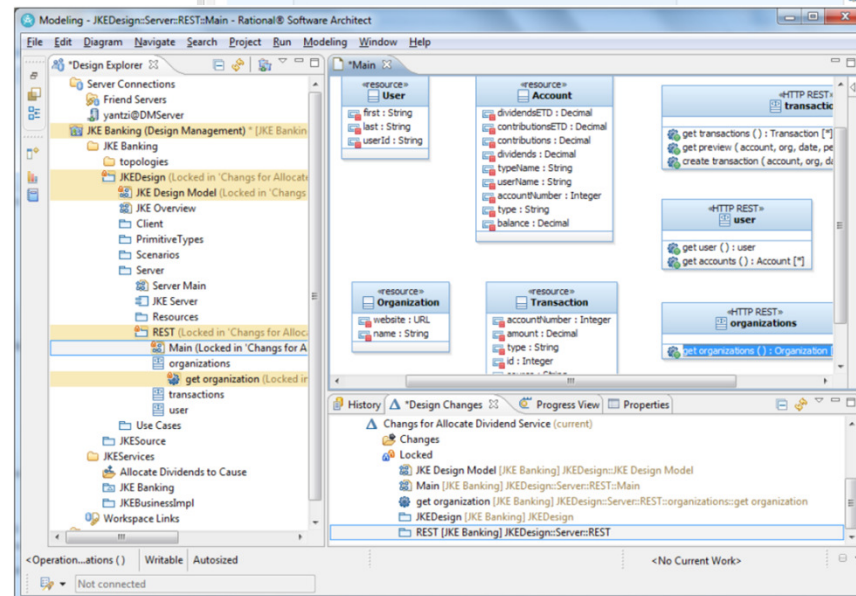 Modeling - JKEDesign::Server::REST::Main - Rational® Software Architect
File Edit Diagram Navigate Search Project Run Modeling Window Help
*Design Explorer
Server Connections
Friend Servers
yantzi@DMServer
JKE Banking (Design Management) * [JKE Bankin
JKE Banking
topologies
JKEDesign (Locked in 'Changs for Allocate
JKE Design Model (Locked in 'Changs
JKE Overview
Client
PrimitiveTypes
Scenarios
Server
Server Main
JKE Server
Resources
REST (Locked in 'Changs for Alloc
Main (Locked in 'Changs for A
organizations
get organization (Locked in
transactions
user
Use Cases
JKESource
JKEServices
Allocate Dividends to Cause
JKE Banking
JKEBusinessImpl
Workspace Links
*Main
«resource»
User
first : String
last : String
userId : String
«resource»
Account
dividendsETD : Decimal
contributionsETD : Decimal
contributions : Decimal
dividends : Decimal
typeName : String
userName : String
accountNumber : Integer
type : String
balance : Decimal
«HTTP REST»
transactio
get transactions ( ) : Transaction [*]
get preview ( account, org, date, pe
create transaction ( account, org, da
«HTTP REST»
user
get user ( ) : user
get accounts ( ) : Account [*]
«resource»
Organization
website : URL
name : String
«resource»
Transaction
accountNumber : Integer
amount : Decimal
type : String
id : Integer
«HTTP REST»
organizations
get organizations ( ) : Organization [
History *Design Changes Progress View Properties
Changs for Allocate Dividend Service (current)
Changes
Locked
JKE Design Model [JKE Banking] JKEDesign::JKE Design Model
Main [JKE Banking] JKEDesign::Server::REST::Main
get organization [JKE Banking] JKEDesign::Server::REST::organizations::get organization
JKEDesign [JKE Banking] JKEDesign
REST [JKE Banking] JKEDesign::Server::REST
<Operation...ations ( ) Writable Autosized <No Current Work>
Not connected